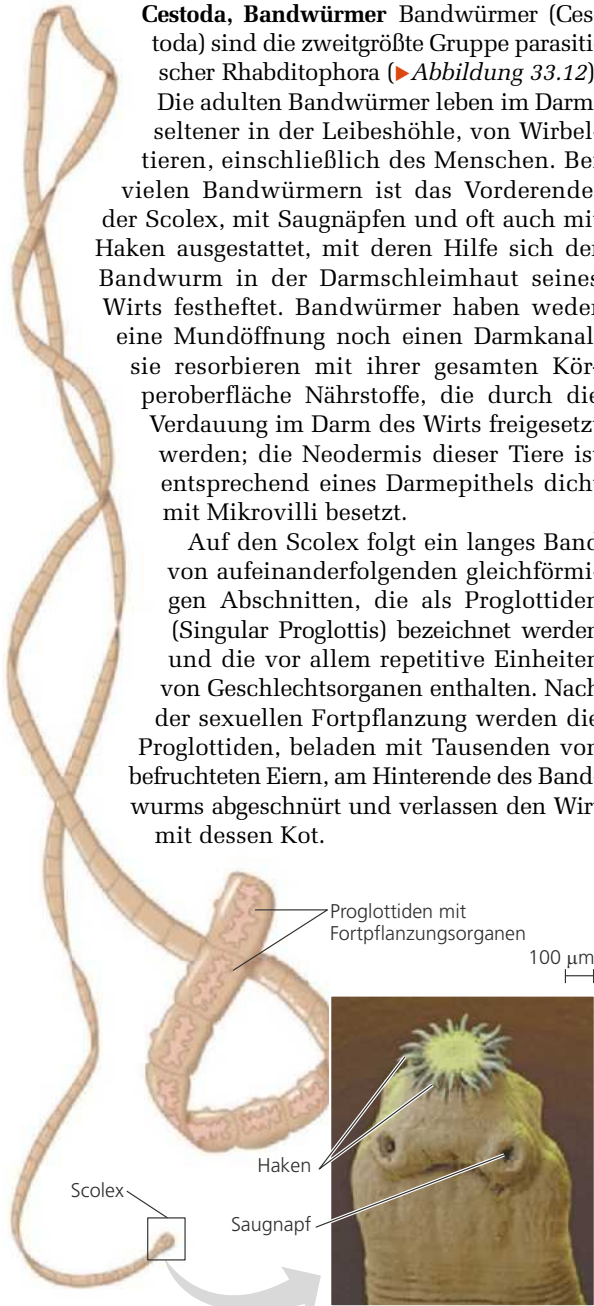 Cestoda, Bandwürmer Bandwürmer (Ces-
toda) sind die zweitgrößte Gruppe parasiti-
scher Rhabditophora (▶Abbildung 33.12)
Die adulten Bandwürmer leben im Darm
seltener in der Leibeshöhle, von Wirbel-
tieren, einschließlich des Menschen. Bei
vielen Bandwürmern ist das Vorderende
der Scolex, mit Saugnäpfen und oft auch mit
Haken ausgestattet, mit deren Hilfe sich der
Bandwurm in der Darmschleimhaut seines
Wirts festheftet. Bandwürmer haben weder
eine Mundöffnung noch einen Darmkanal
sie resorbieren mit ihrer gesamten Kör-
peroberfläche Nährstoffe, die durch die
Verdauung im Darm des Wirts freigesetzt
werden; die Neodermis dieser Tiere ist
entsprechend eines Darmepithels dicht
mit Mikrovilli besetzt.
Auf den Scolex folgt ein langes Band
von aufeinanderfolgenden gleichförmi-
gen Abschnitten, die als Proglottiden
(Singular Proglottis) bezeichnet werden
und die vor allem repetitive Einheiten
von Geschlechtsorganen enthalten. Nach
der sexuellen Fortpflanzung werden die
Proglottiden, beladen mit Tausenden von
befruchteten Eiern, am Hinterende des Band-
wurms abgeschnürt und verlassen den Wirt
mit dessen Kot.
Proglottiden mit
Fortpflanzungsorganen
100 µm
Haken
Scolex
Saugnapf